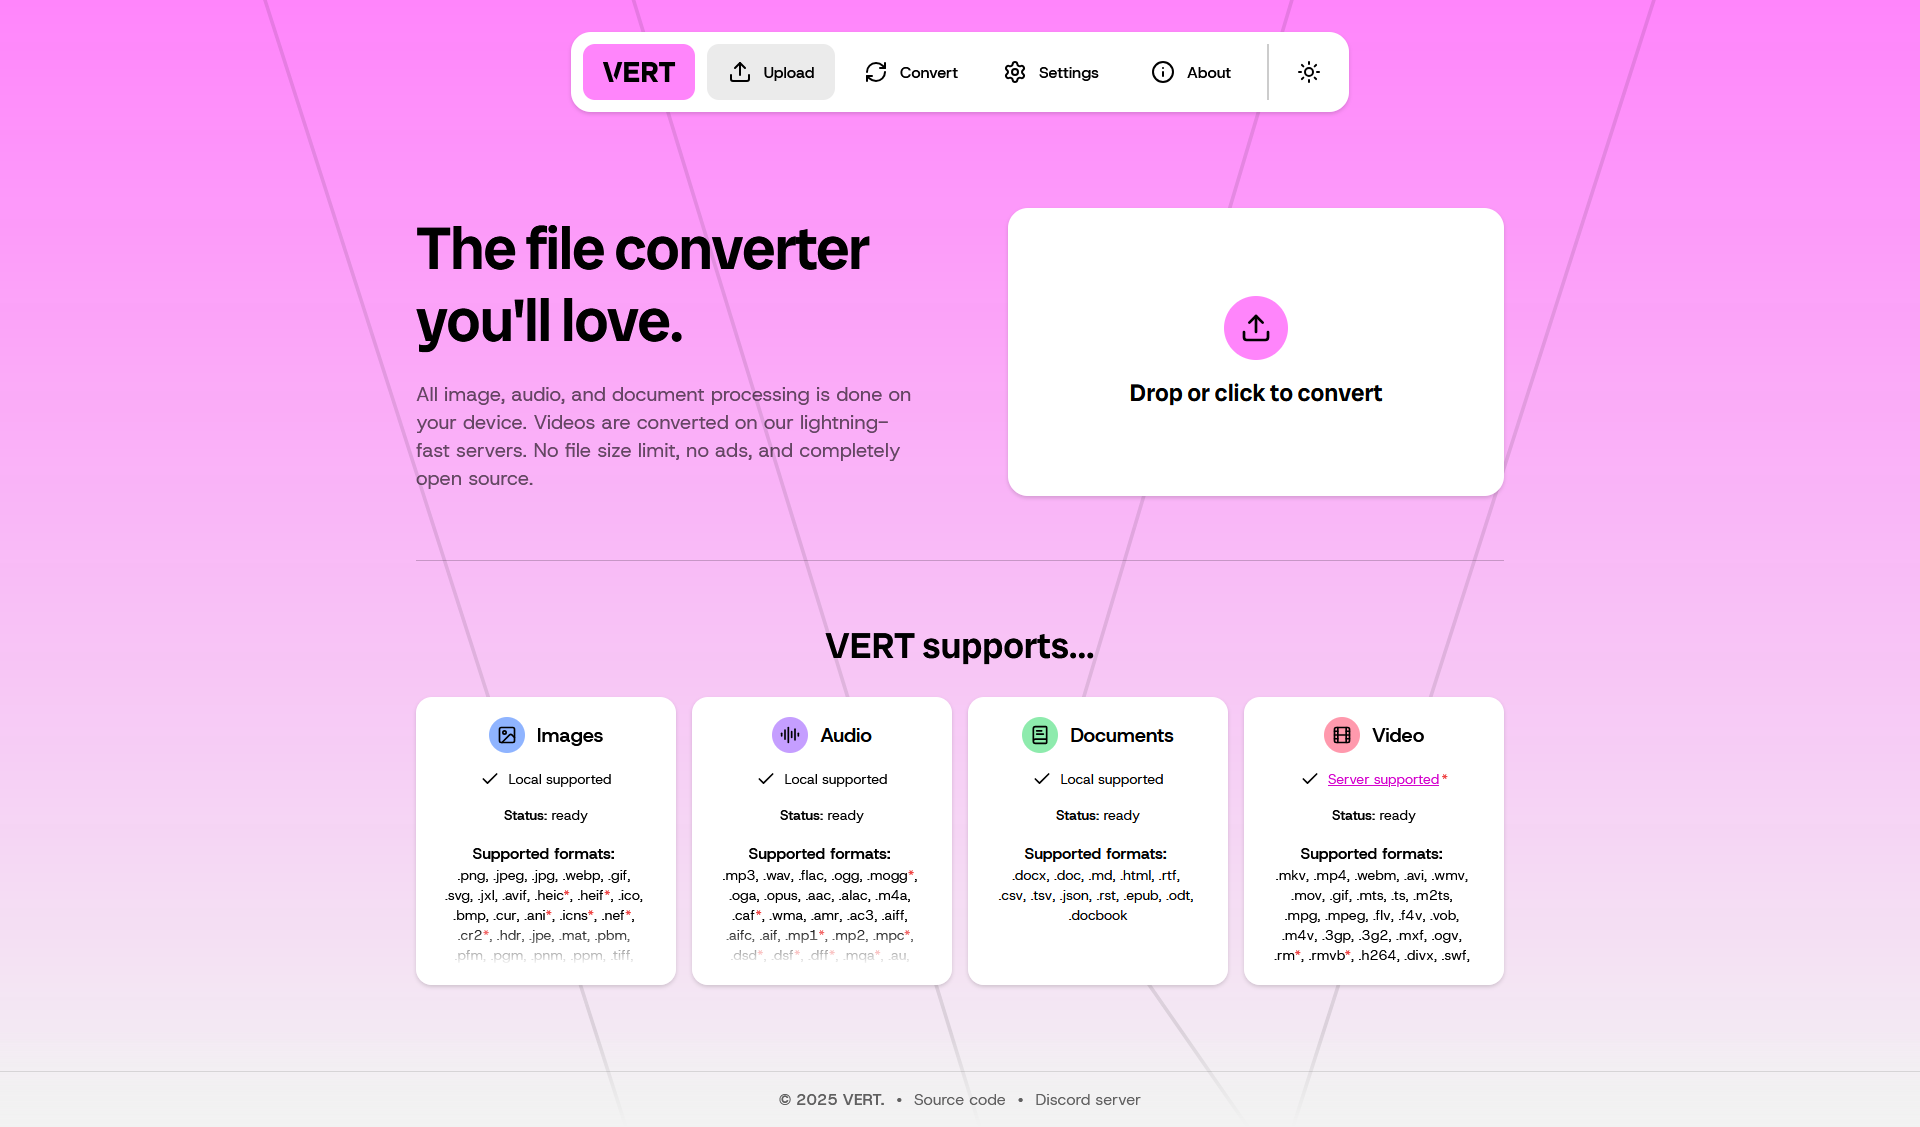 VERT
Upload
Convert
Settings
About
The file converter
you'll love.
All image, audio, and document processing is done on
your device. Videos are converted on our lightning-
fast servers. No file size limit, no ads, and completely
open source.
Drop or click to convert
VERT supports...
Images
Local supported
Status: ready
Supported formats:
.png, .jpeg, .jpg, .webp, .gif,
.svg, .jxl, .avif, .heic*, .heif*, .ico,
.bmp, .cur, .ani*, .icns*, .nef*,
.cr2*, .hdr, .jpe, .mat, .pbm,
.pfm, .pgm, .pnm, .ppm, .tiff,
Audio
Local supported
Status: ready
Supported formats:
.mp3, .wav, .flac, .ogg, .mogg*,
.oga, .opus, .aac, .alac, .m4a,
.caf*, .wma, .amr, .ac3, .aiff,
.aifc, .aif, .mp1*, .mp2, .mpc*,
.dsd*, .dsf*, .dff*, .mqa*, .au,
Documents
Local supported
Status: ready
Supported formats:
.docx, .doc, .md, .html, .rtf,
.csv, .tsv, .json, .rst, .epub, .odt,
.docbook
Video
Server supported*
Status: ready
Supported formats:
.mkv, .mp4, .webm, .avi, .wmv,
.mov, .gif, .mts, .ts, .m2ts,
.mpg, .mpeg, .flv, .f4v, .vob,
.m4v, .3gp, .3g2, .mxf, .ogv,
.rm*, .rmvb*, .h264, .divx, .swf,
© 2025 VERT. • Source code • Discord server